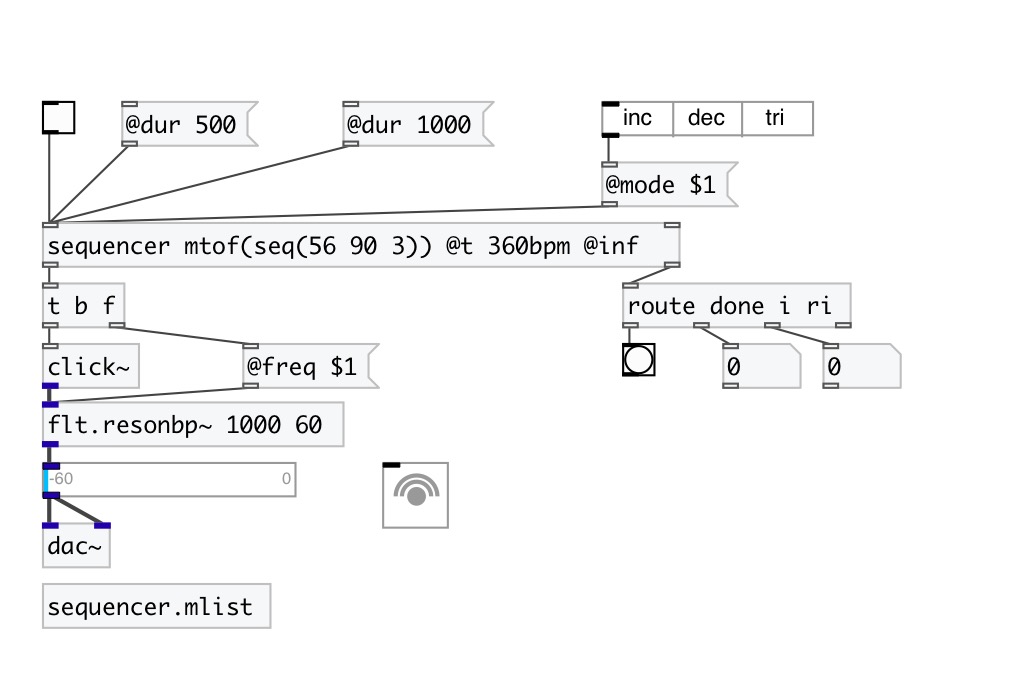 @dur 500
@dur 1000
inc dec tri
@mode $1
sequencer mtof(seq(56 90 3)) @t 360bpm @inf
t b f
route done i ri
click~
@freq $1
0
0
flt.resonbp~ 1000 60
-60 0
dac~
sequencer.mlist